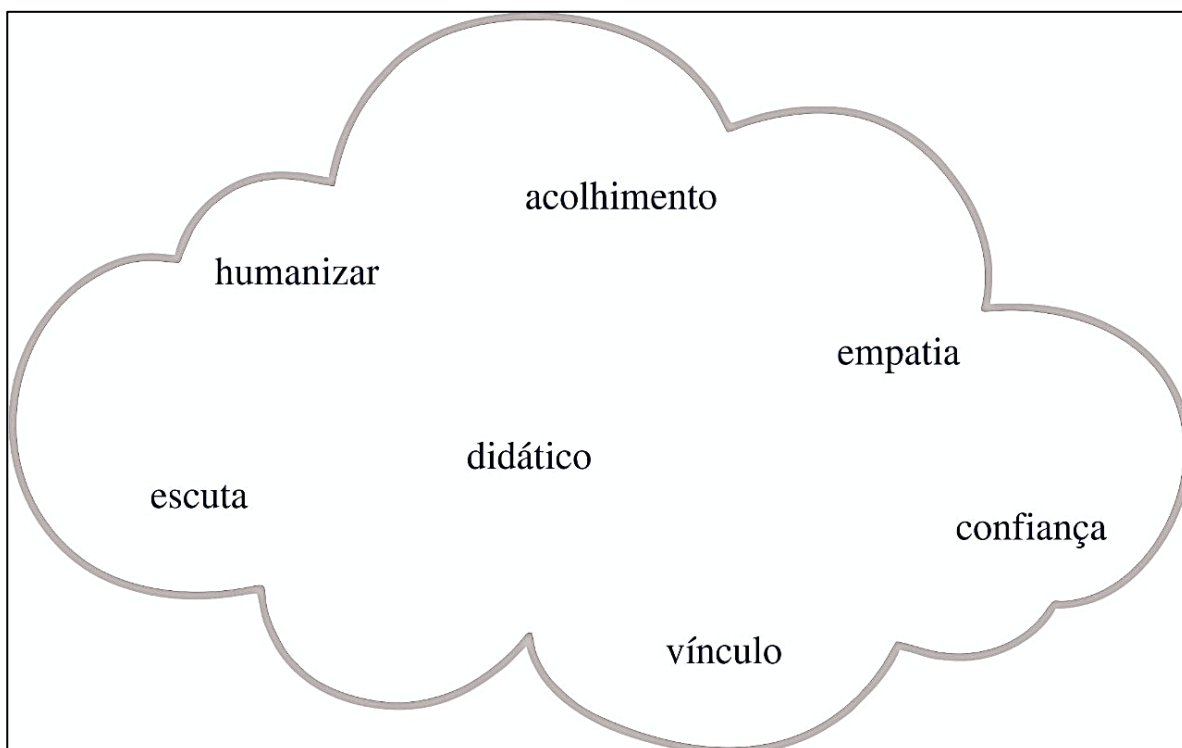 acolhimento
humanizar
empatia
didático
escuta
confiança
vínculo